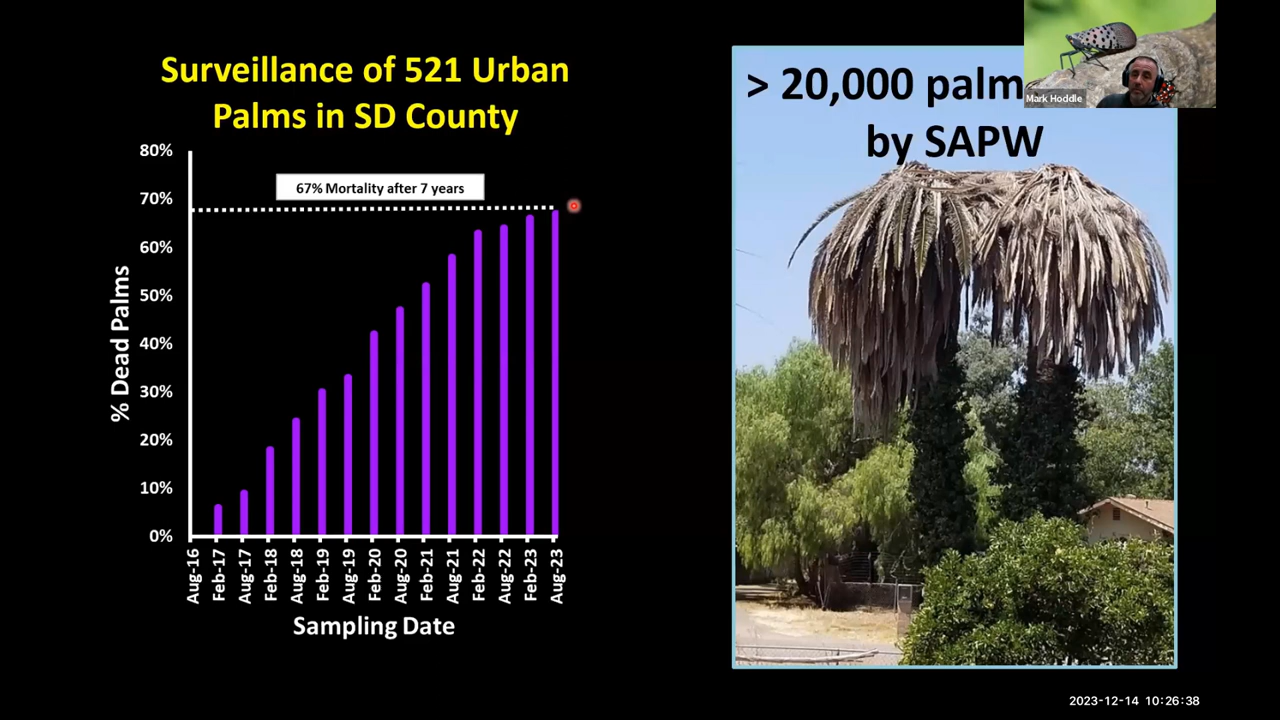 Surveillance of 521 Urban
Palms in SD County
80%
70%
60%
50%
40%
30%
20%
10%
0%
67% Mortality after 7 years
% Dead Palms
Aug-16
Feb-17
Aug-17
Feb-18
Aug-18
Feb-19
Aug-19
Feb-20
Aug-20
Feb-21
Aug-21
Feb-22
Aug-22
Feb-23
Aug-23
Sampling Date
> 20,000 palm
by SAPW
Mark Hoddle
2023-12-14 10:26:38